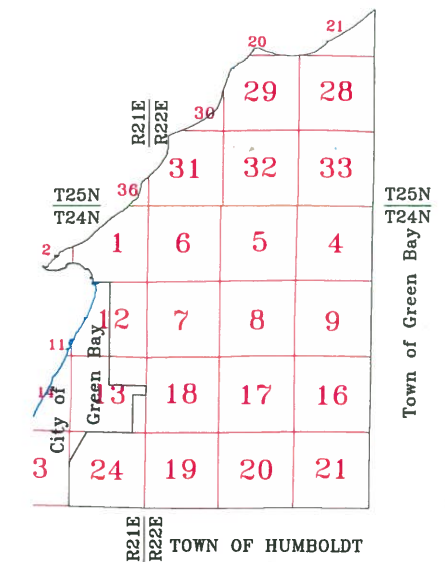 21
20
29 28
30
R21E
R22E
31 32 33
36
T25N
T24N
T25N
T24N
2 1 6 5 4
12 7 8 9
11
City of
Green Bay
Town of Green Bay
14 13 18 17 16
3 24 19 20 21
R21E
R22E
TOWN OF HUMBOLDT